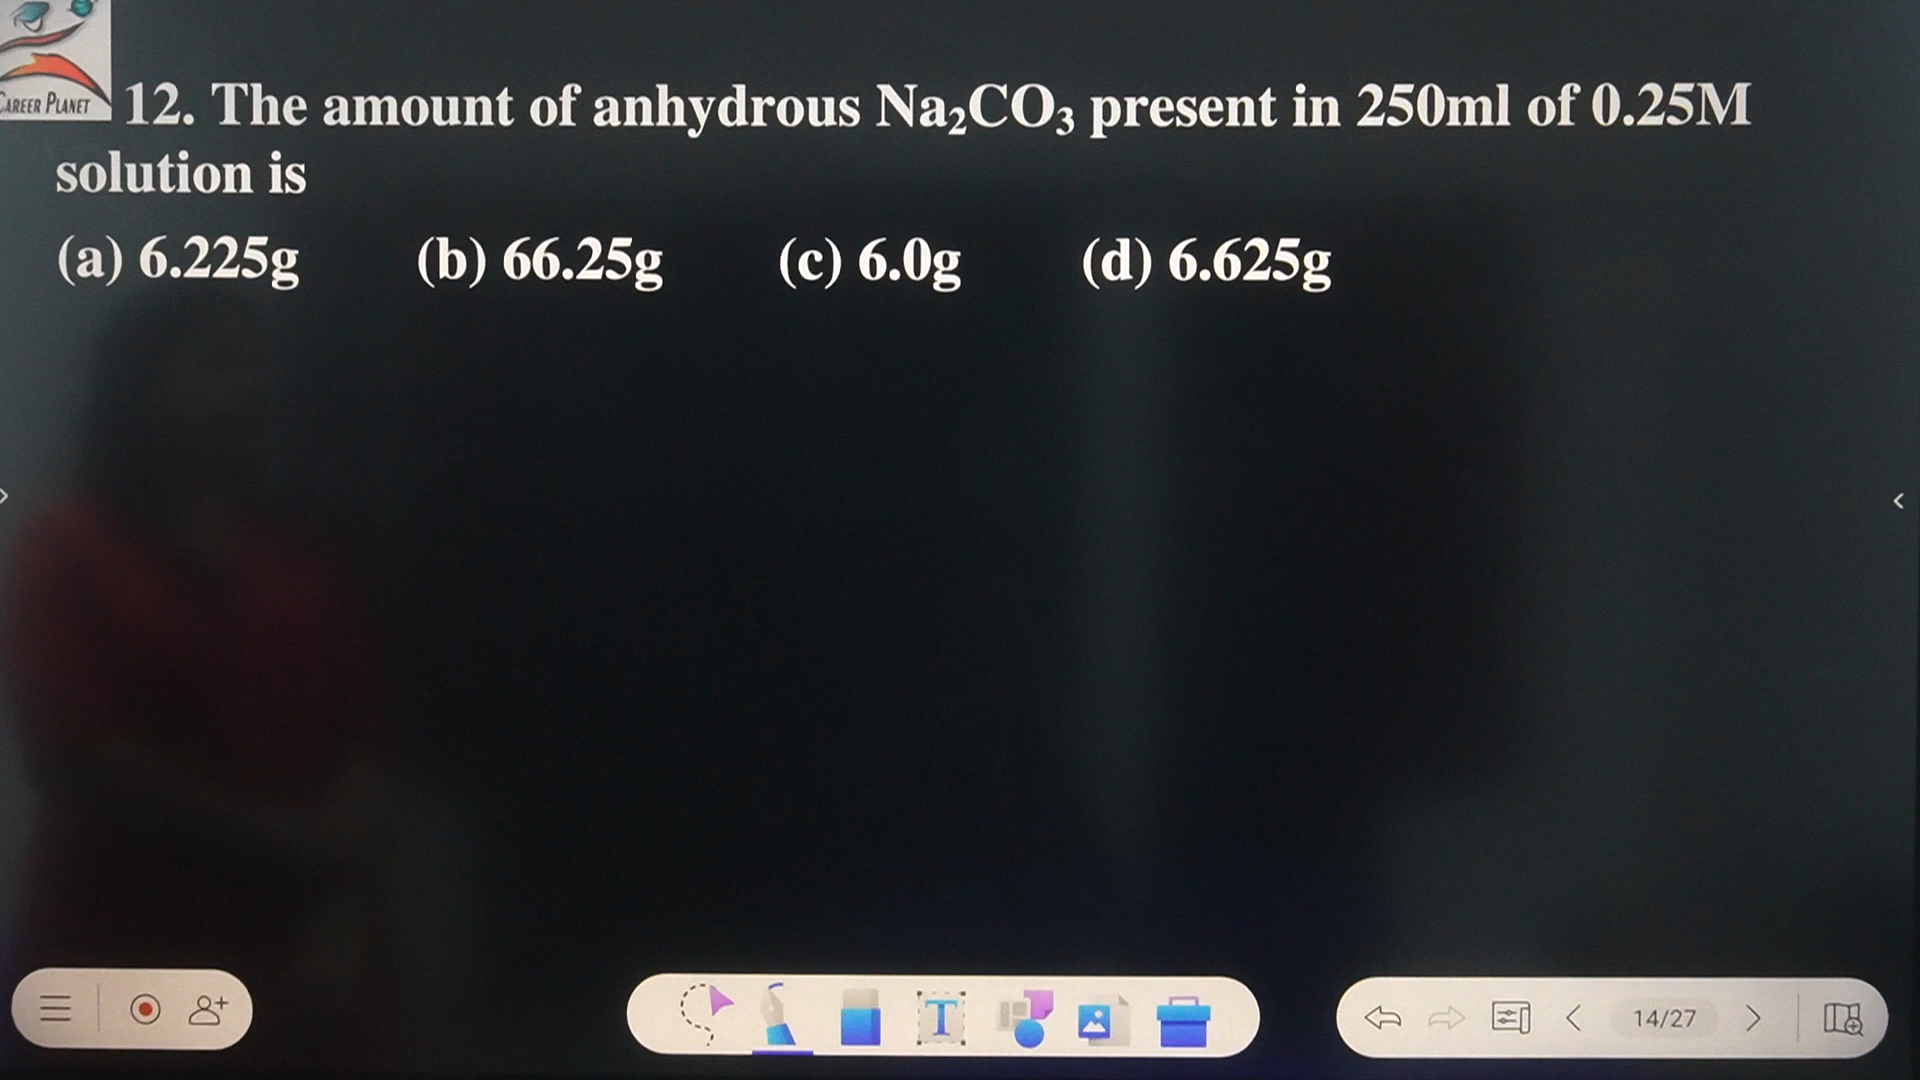 CAREER PLANET
12. The amount of anhydrous Na₂CO₃ present in 250ml of 0.25M
solution is
(a) 6.225g (b) 66.25g (c) 6.0g (d) 6.625g
T
14/27